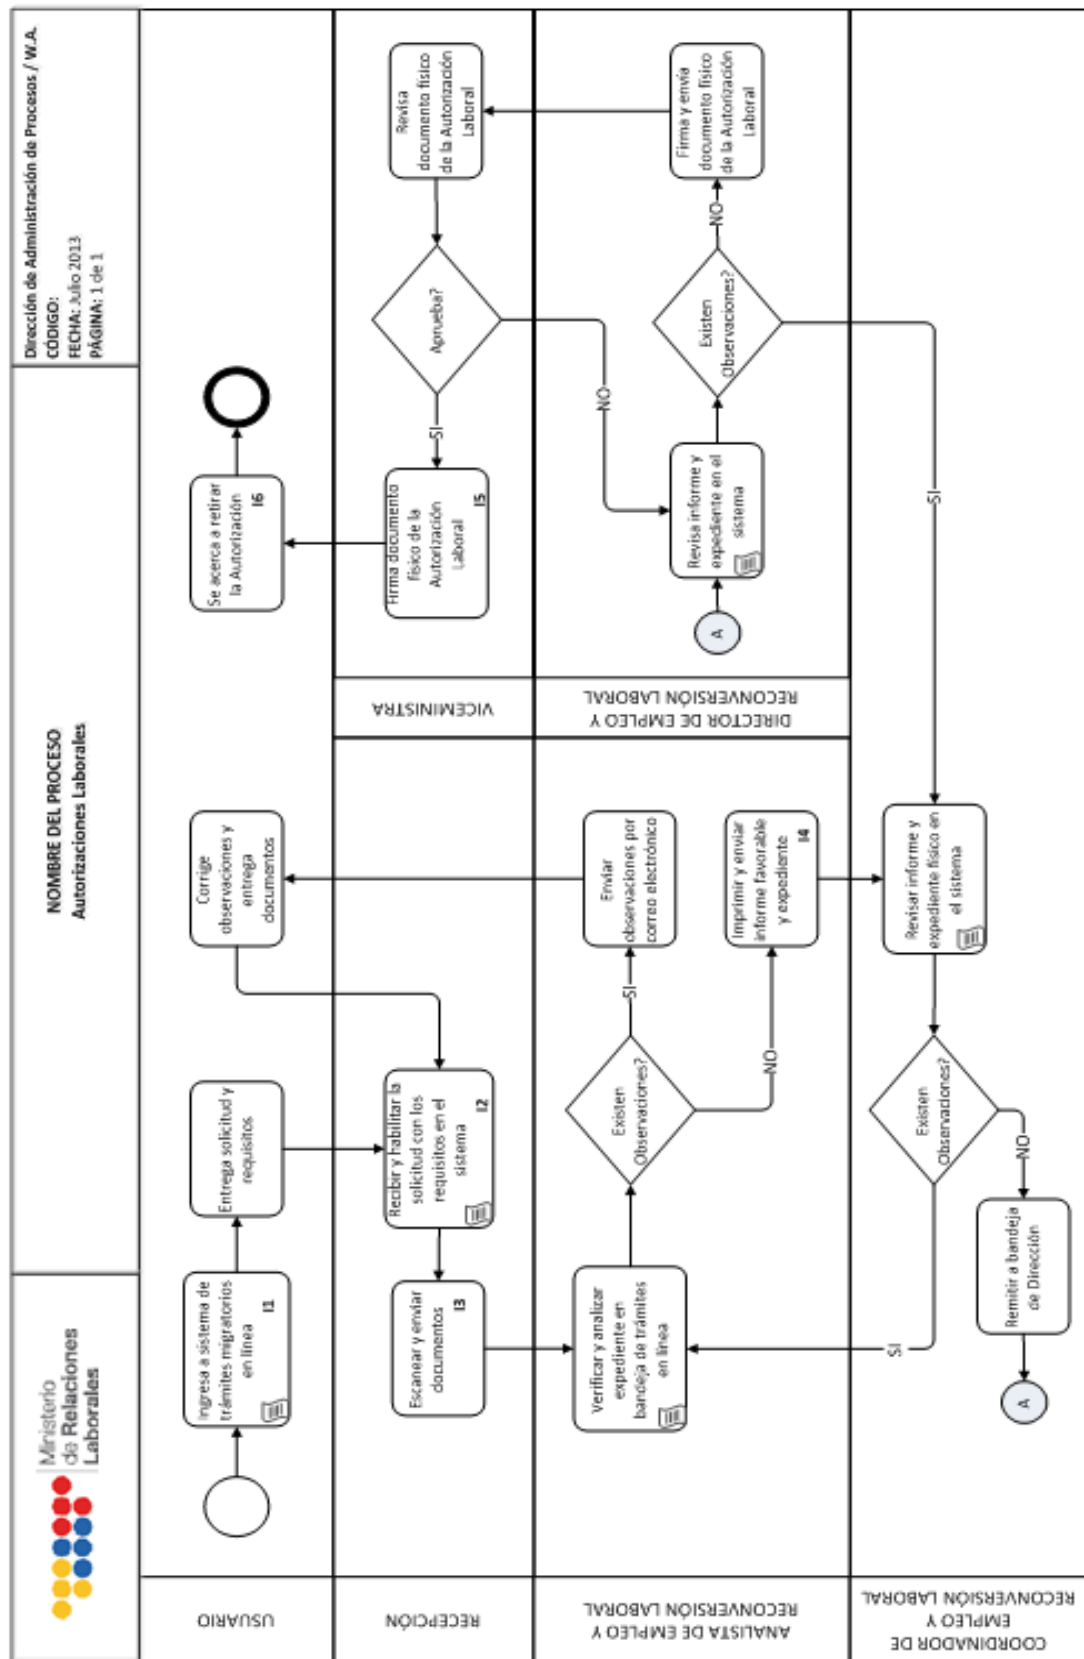 Ministerio
de Relaciones
Laborales
NOMBRE DEL PROCESO
Autorizaciones Laborales
Dirección de Administración de Procesos / W.A.
CÓDIGO:
FECHA: Julio 2013
PÁGINA: 1 de 1
USUARIO
Ingresa a sistema de
trámites migratorios
en línea
I1
Entrega solicitud y
requisitos
Corrige
observaciones y
entrega
documentos
Se acerca a retirar
la Autorización
I6
RECEPCIÓN
Escanear y enviar
documentos
I3
Recibir y habilitar la
solicitud con los
requisitos en el
sistema
I2
VICEMINISTRA
Firma documento
físico de la
Autorización
Laboral
I5
SI
Aprueba?
NO
Revisa
documento físico
de la Autorización
Laboral
ANALISTA DE EMPLEO Y
RECONVERSIÓN LABORAL
Verificar y analizar
expediente en
bandeja de trámites
en línea
Existen
Observaciones?
SI
NO
Enviar
observaciones por
correo electrónico
Imprimir y enviar
informe favorable
y expediente
I4
DIRECTOR DE EMPLEO Y
RECONVERSIÓN LABORAL
A
Revisa informe y
expediente en el
sistema
Existen
Observaciones?
NO
SI
Firma y envía
documento físico
de la Autorización
Laboral
COORDINADOR DE
EMPLEO Y
RECONVERSIÓN LABORAL
A
Remitir a bandeja
de Dirección
SI
NO
Existen
Observaciones?
Revisar informe y
expediente físico en
el sistema